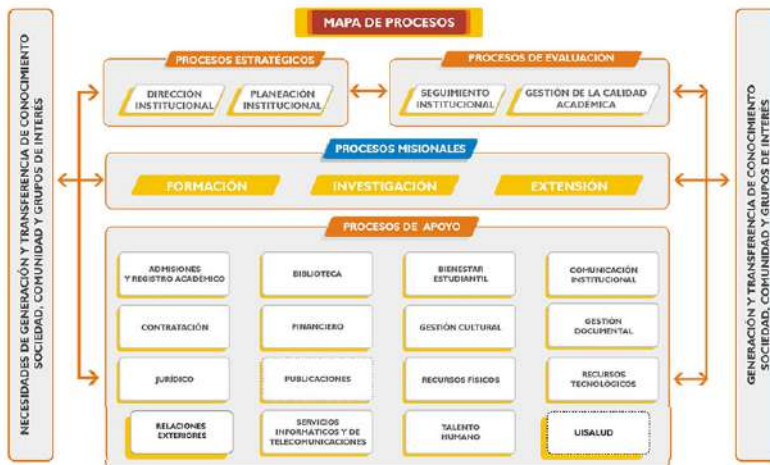 MAPA DE PROCESOS
NECESIDADES DE GENERACIÓN Y TRANSFERENCIA DE CONOCIMIENTO
SOCIEDAD, COMUNIDAD Y GRUPOS DE INTERÉS
PROCESOS ESTRATÉGICOS
DIRECCIÓN
INSTITUCIONAL
PLANEACIÓN
INSTITUCIONAL
PROCESOS DE EVALUACIÓN
SEGUIMIENTO
INSTITUCIONAL
GESTIÓN DE LA CALIDAD
ACADÉMICA
PROCESOS MISIONALES
FORMACIÓN
INVESTIGACIÓN
EXTENSIÓN
PROCESOS DE APOYO
ADMISIONES
Y REGISTRO ACADÉMICO
BIBLIOTECA
BIENESTAR
ESTUDIANTIL
COMUNICACIÓN
INSTITUCIONAL
CONTRATACIÓN
FINANCIERO
GESTIÓN CULTURAL
GESTIÓN
DOCUMENTAL
JURÍDICO
PUBLICACIONES
RECURSOS FÍSICOS
RECURSOS
TECNOLÓGICOS
RELACIONES
EXTERIORES
SERVICIOS
INFORMÁTICOS Y DE
TELECOMUNICACIONES
TALENTO
HUMANO
UISALUD
GENERACIÓN Y TRANSFERENCIA DE CONOCIMIENTO
SOCIEDAD, COMUNIDAD Y GRUPOS DE INTERÉS